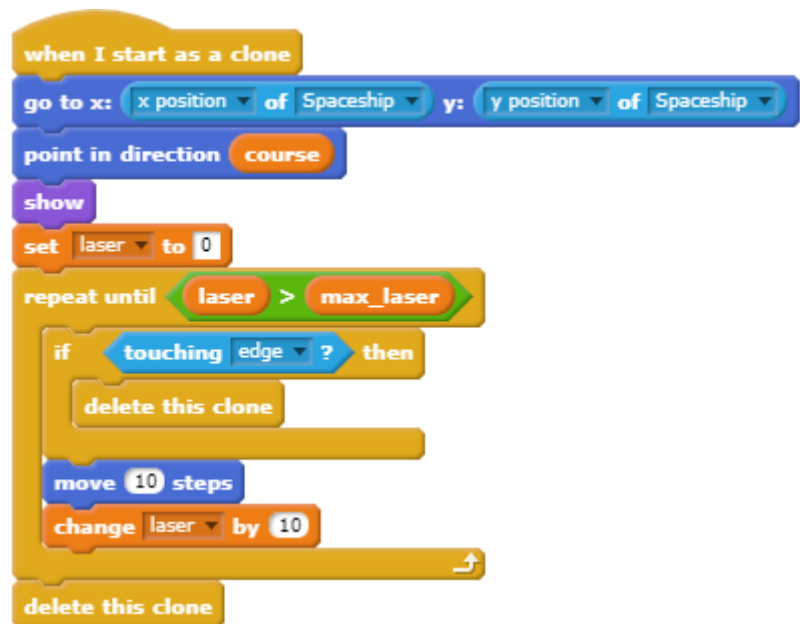 when I start as a clone
go to x: x position of Spaceship y: y position of Spaceship
point in direction course
show
set laser to 0
repeat until laser > max_laser
if touching edge ? then
delete this clone
move 10 steps
change laser by 10
delete this clone